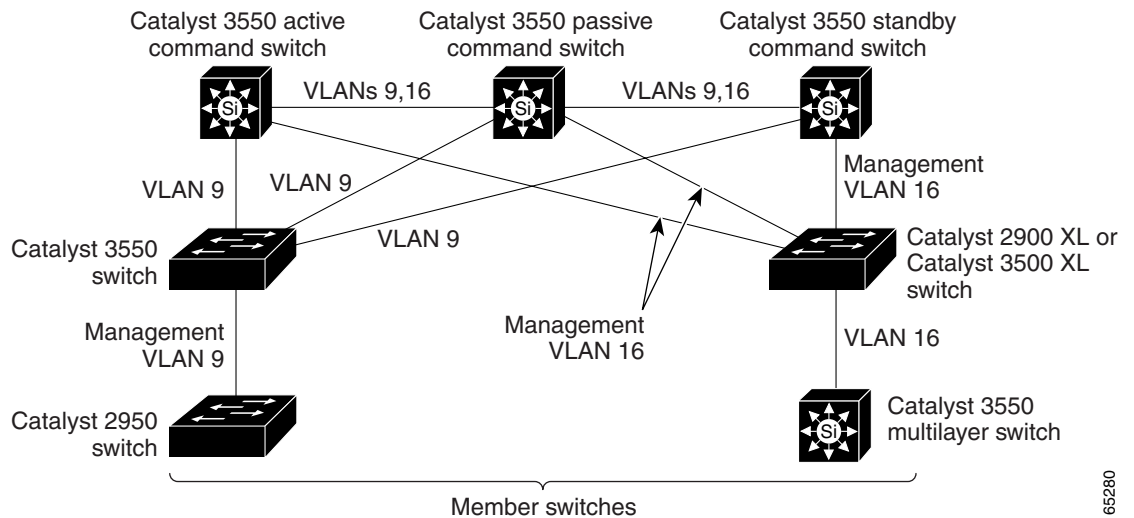 Catalyst 3550 active
command switch
Catalyst 3550 passive
command switch
Catalyst 3550 standby
command switch
Si
VLANs 9,16
Si
VLANs 9,16
Si
VLAN 9
VLAN 9
Management
VLAN 16
Catalyst 3550
switch
VLAN 9
Catalyst 2900 XL or
Catalyst 3500 XL
switch
Management
VLAN 9
Management
VLAN 16
VLAN 16
Catalyst 2950
switch
Si
Catalyst 3550
multilayer switch
Member switches
65280